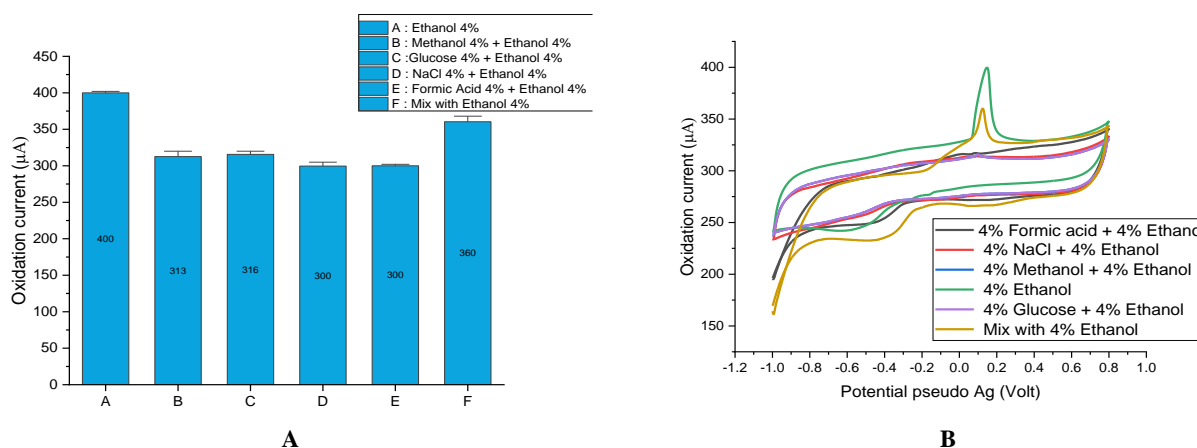 A : Ethanol 4%
B : Methanol 4% + Ethanol 4%
C :Glucose 4% + Ethanol 4%
D : NaCl 4% + Ethanol 4%
E : Formic Acid 4% + Ethanol 4%
F : Mix with Ethanol 4%
Oxidation current (μA)
450
400
350
300
250
200
150
100
50
0
400
313
316
300
300
360
A B C D E F
A
Oxidation current (μA)
400
350
300
250
200
150
4% Formic acid + 4% Ethanol
4% NaCl + 4% Ethanol
4% Methanol + 4% Ethanol
4% Ethanol
4% Glucose + 4% Ethanol
Mix with 4% Ethanol
-1.2 -1.0 -0.8 -0.6 -0.4 -0.2 0.0 0.2 0.4 0.6 0.8 1.0
Potential pseudo Ag (Volt)
B